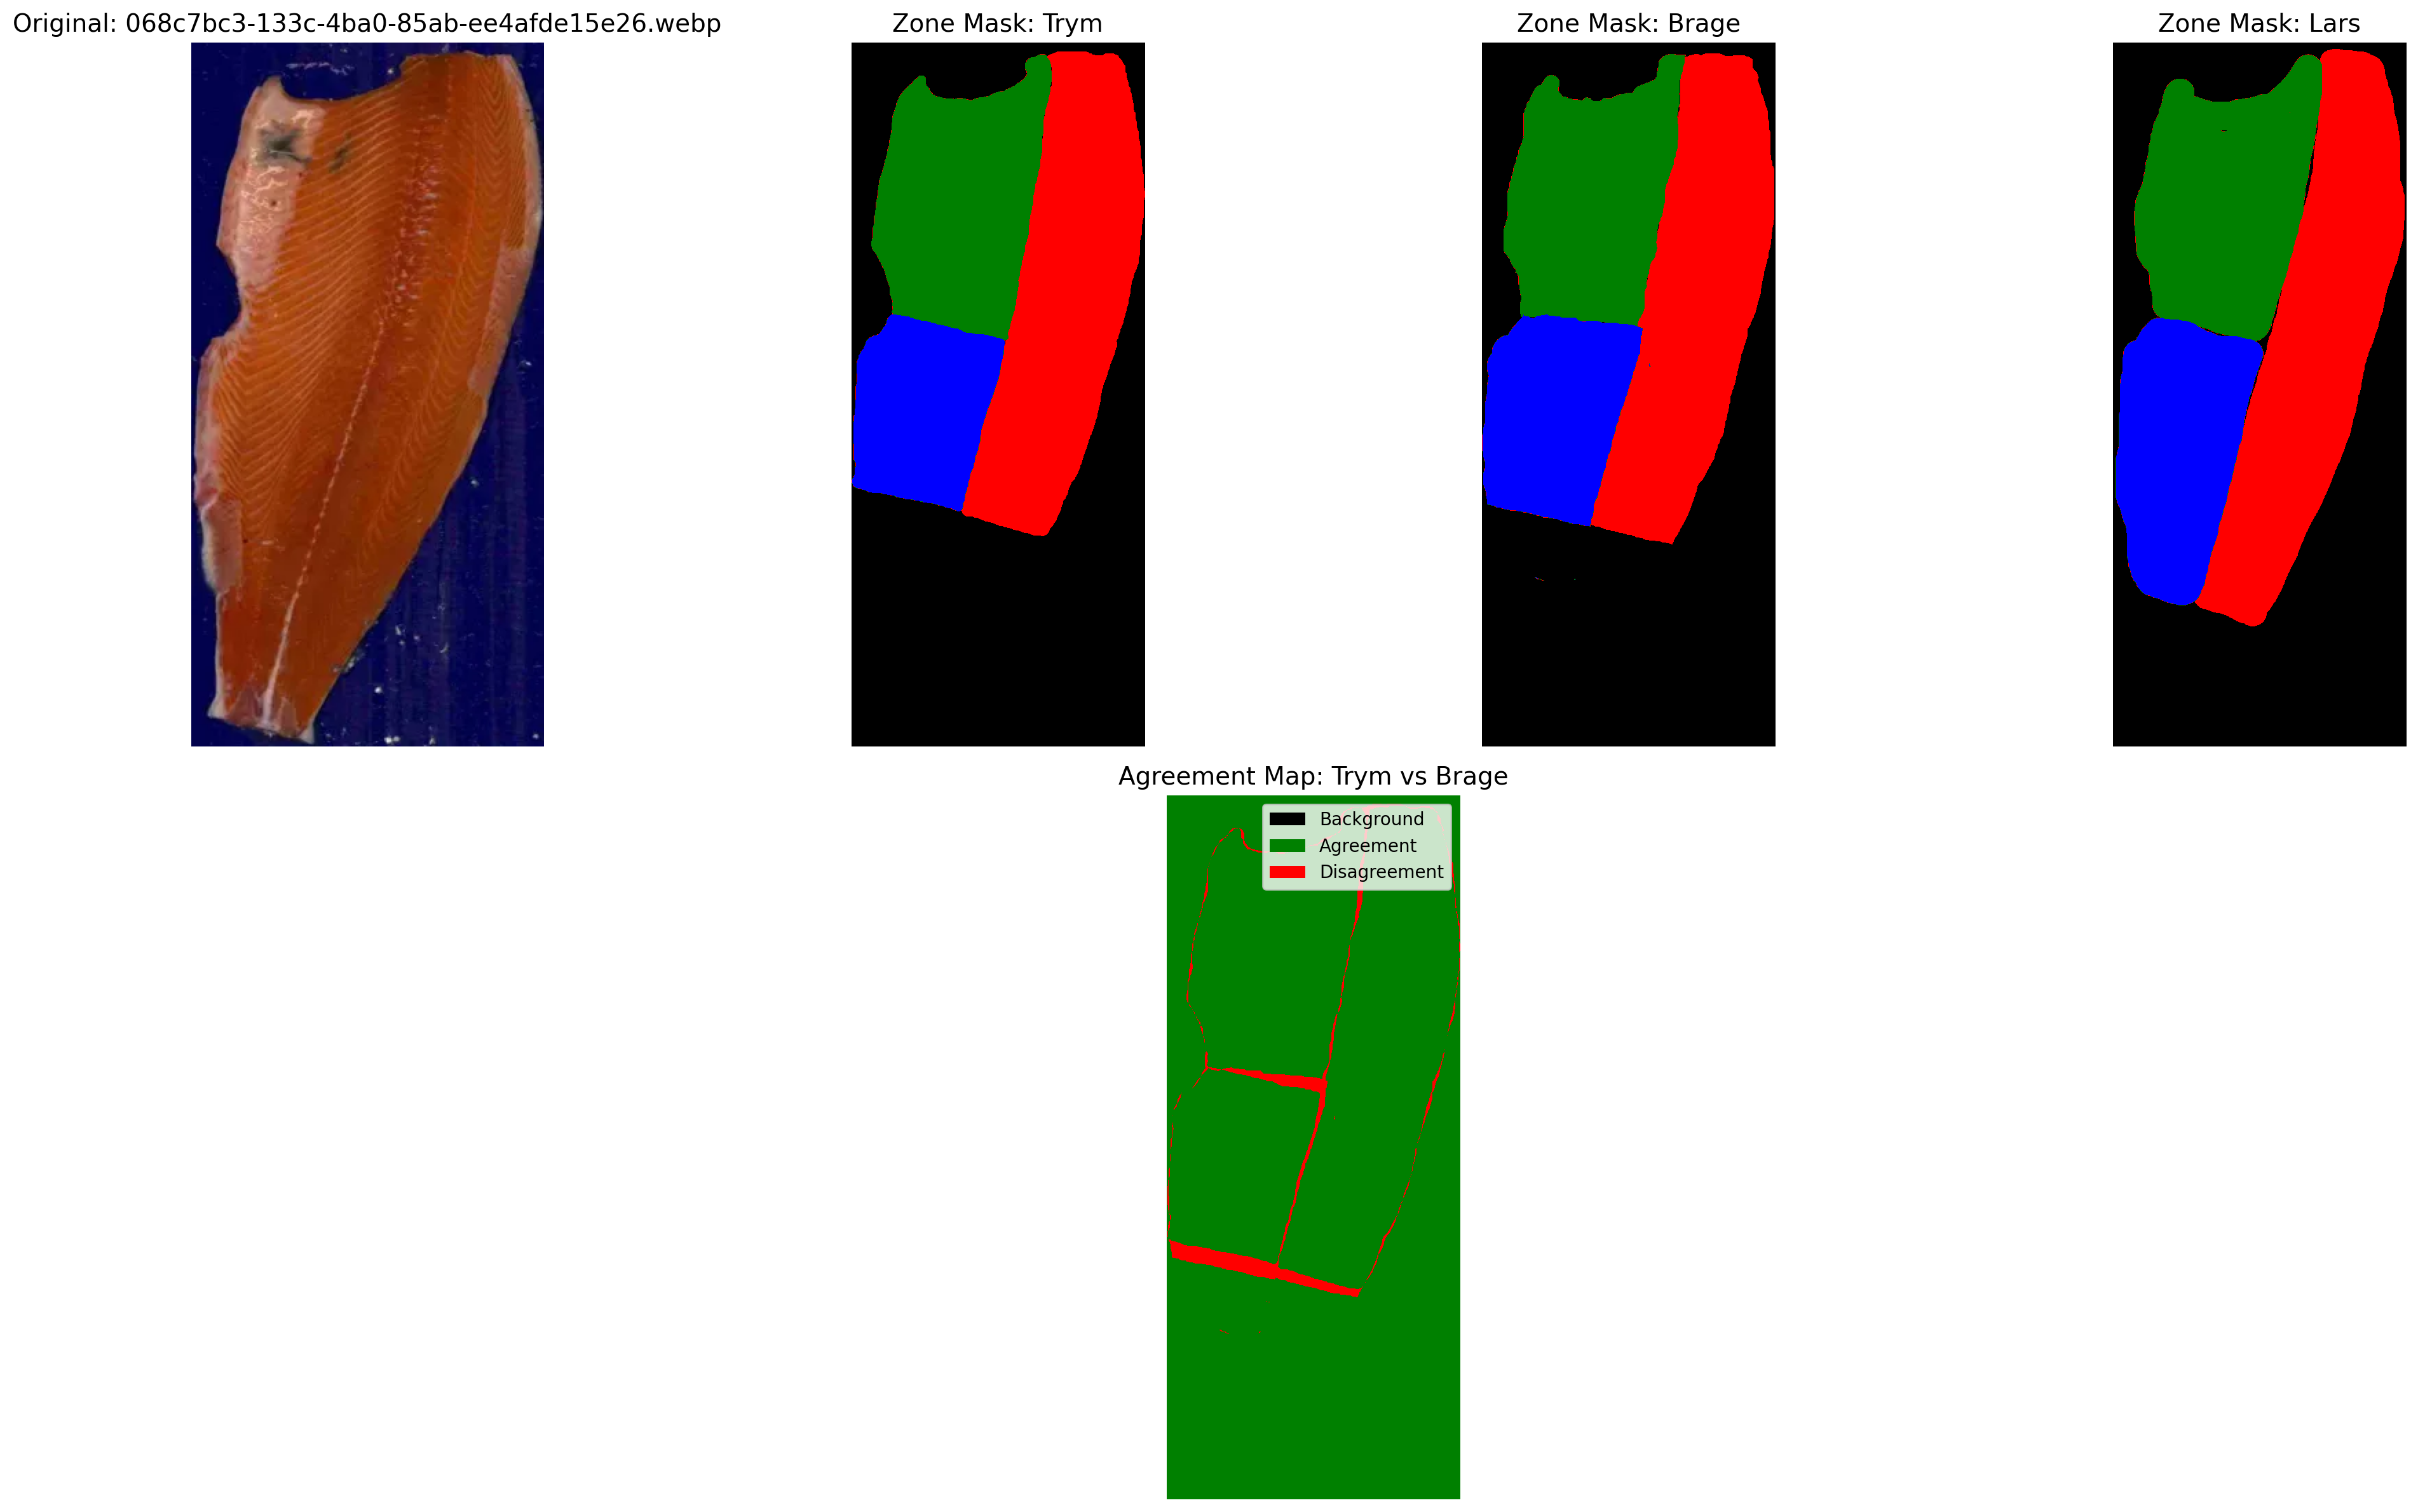 Original: 068c7bc3-133c-4ba0-85ab-ee4afde15e26.webp
Zone Mask: Trym
Zone Mask: Brage
Zone Mask: Lars
Agreement Map: Trym vs Brage
Background
Agreement
Disagreement